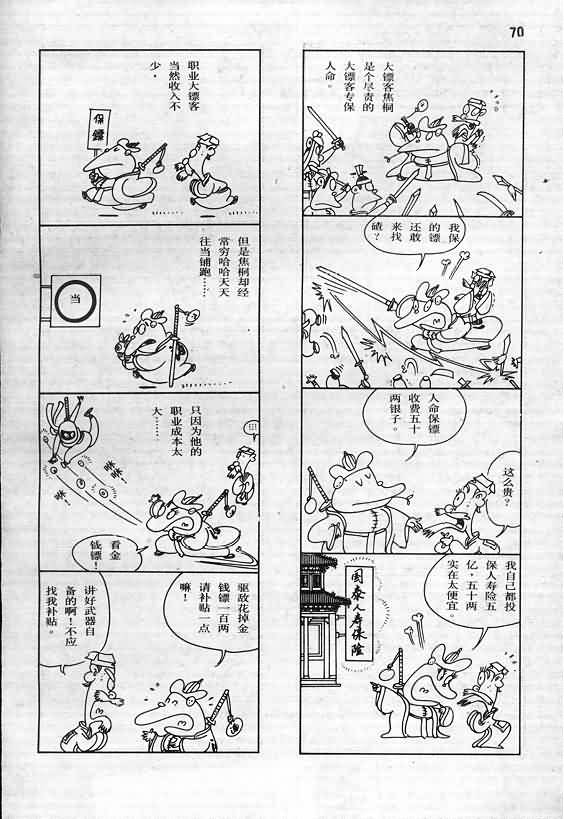 70
大镖客焦桐
是个尽责的
大镖客专保
人命。
我保
的镖
还敢
来找
碴？
人命保镖
收费五十
两银子。
这么贵？
我自己都投
保人寿险五
亿，五十两
实在太便宜。
国泰人寿保险
职业大镖客
当然收入不
少．
保镖
但是焦桐却经
常穷哈哈天天
往当铺跑……
当
只因为他的
职业成本太
大……
!!!
咻！
咻！
咻！
看金
钱镖！
驱敌花掉金
钱镖一百两
请补贴一点
嘛！
讲好武器自
备的啊！不应
找我补贴。